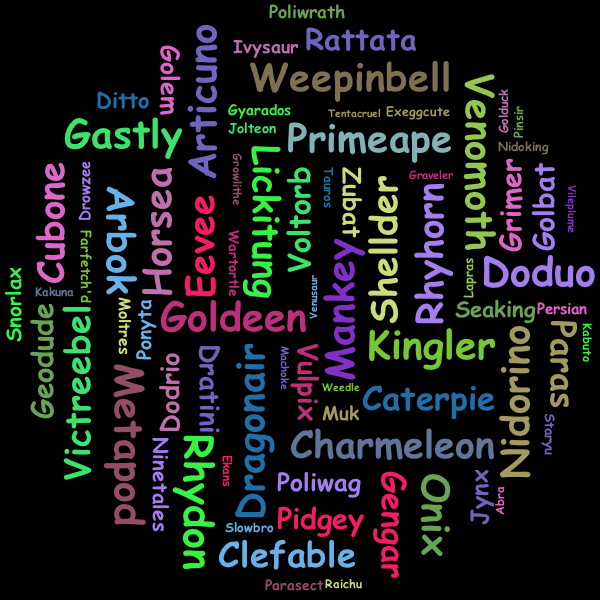 Poliwrath
Ivysaur
Rattata
Golem
Articuno
Weepinbell
Ditto
Gyarados
Tentacruel
Exeggcute
Venomoth
Golduck
Pinsir
Gastly
Jolteon
Primeape
Nidoking
Lickitung
Growlithe
Voltorb
Tauros
Zubat
Graveler
Grimer
Golbat
Vileplume
Cubone
Drowzee
Arbok
Horsea
Eevee
Shellder
Rhyhorn
Farfetch'd
Wartortle
Mankey
Lapras
Doduo
Snorlax
Kakuna
Venusaur
Moltres
Ponyta
Goldeen
Seaking
Persian
Geodude
Victreebel
Kingler
Nidorino
Paras
Kabuto
Metapod
Dodrio
Dratini
Dragonair
Machoke
Vulpix
Weedle
Muk
Caterpie
Staryu
Ninetales
Rhydon
Ekans
Charmeleon
Poliwag
Gengar
Onix
Jynx
Abra
Slowbro
Pidgey
Clefable
Parasect
Raichu